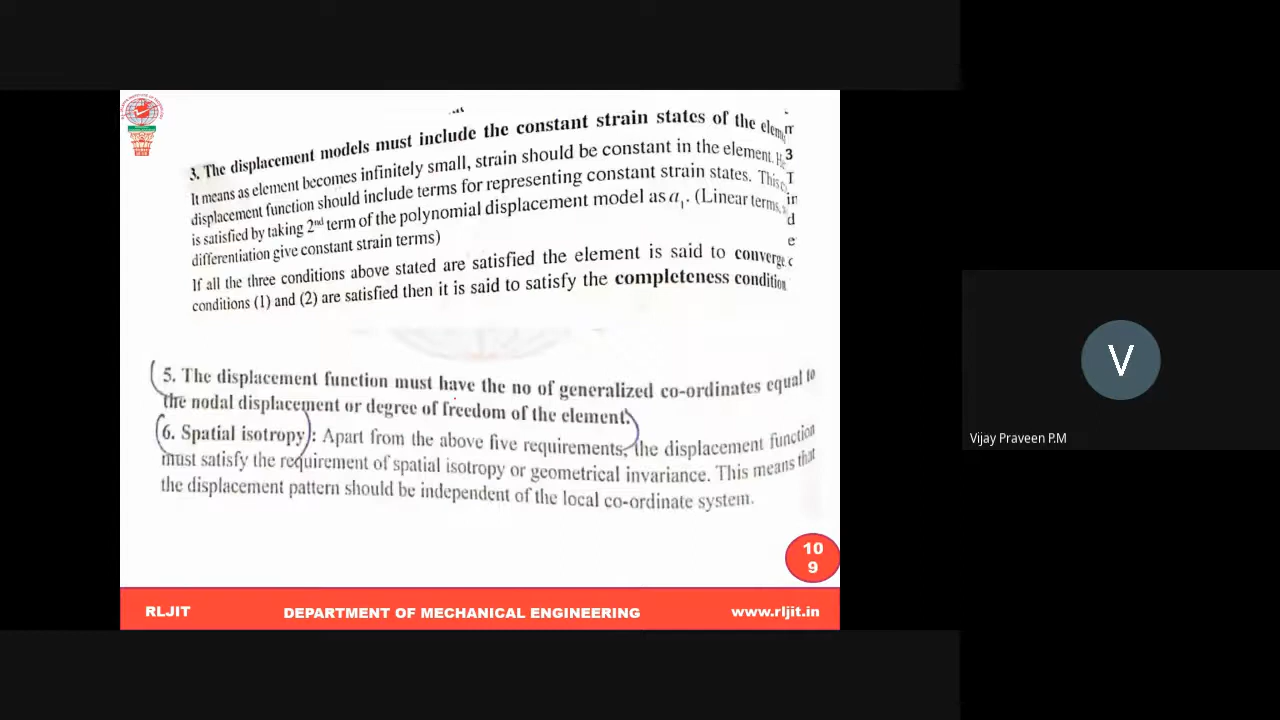 3. The displacement models must include the constant strain states of the elem
It means as element becomes infinitely small, strain should be constant in the element.
displacement function should include terms for representing constant strain states. This
is satisfied by taking 2nd term of the polynomial displacement model as a1. (Linear terms,
differentiation give constant strain terms)
If all the three conditions above stated are satisfied the element is said to converge
conditions (1) and (2) are satisfied then it is said to satisfy the completeness condition
3
T
in
d
e
5. The displacement function must have the no of generalized co-ordinates equal to
the nodal displacement or degree of freedom of the element.
6. Spatial isotropy : Apart from the above five requirements, the displacement function
must satisfy the requirement of spatial isotropy or geometrical invariance. This means that
the displacement pattern should be independent of the local co-ordinate system.
10
9
RLJIT DEPARTMENT OF MECHANICAL ENGINEERING www.rljit.in
V
Vijay Praveen P.M